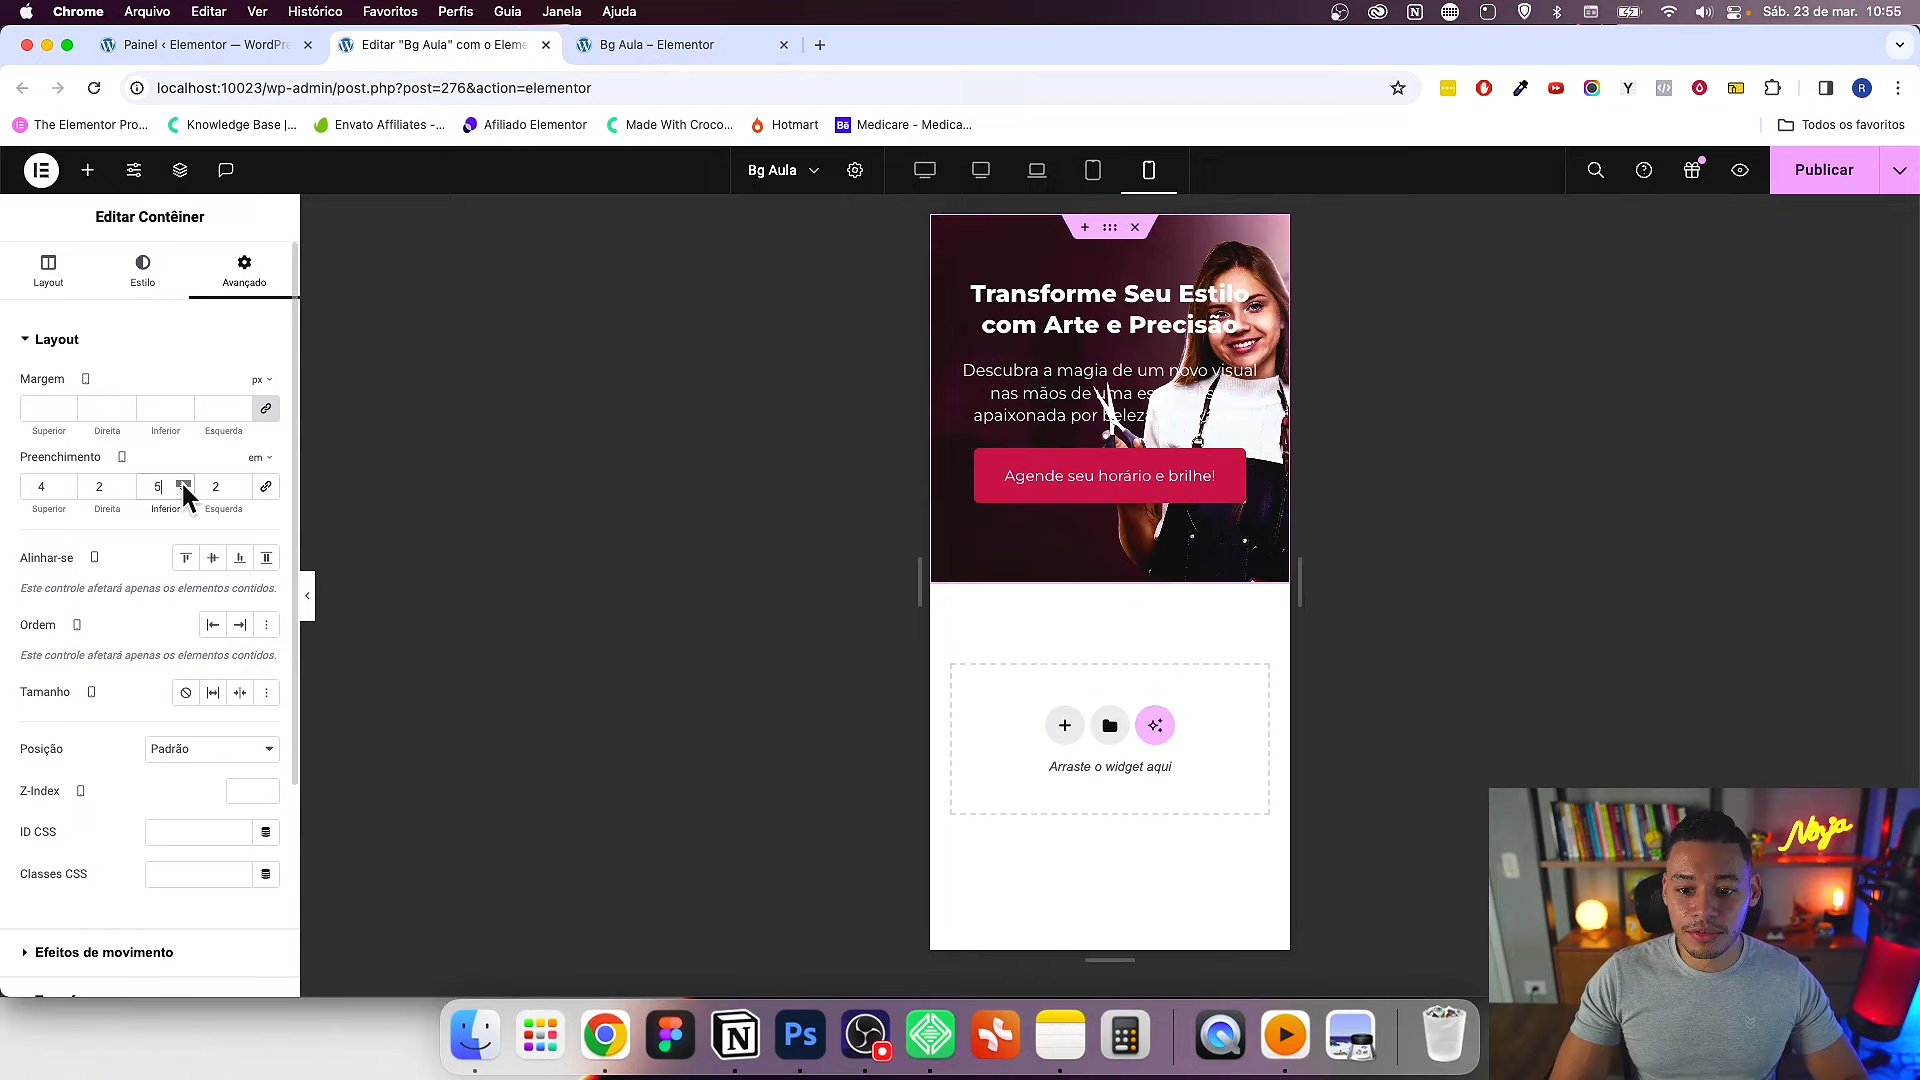 Chrome Arquivo Editar Ver Histórico Favoritos Perfis Guia Janela Ajuda Sáb. 23 de mar. 10:55
Painel ‹ Elementor — WordPre
Editar "Bg Aula" com o Eleme
Bg Aula – Elementor
localhost:10023/wp-admin/post.php?post=276&action=elementor
The Elementor Pro...
Knowledge Base |...
Envato Affiliates -...
Afiliado Elementor
Made With Croco...
Hotmart
Bē Medicare - Medica...
Todos os favoritos
Bg Aula
Publicar
Editar Contêiner
Layout Estilo Avançado
Layout
Margem px
Superior Direita Inferior Esquerda
Preenchimento em
4 2 5 2
Superior Direita Inferior Esquerda
Alinhar-se
Este controle afetará apenas os elementos contidos.
Ordem
Este controle afetará apenas os elementos contidos.
Tamanho
Posição Padrão
Z-Index
ID CSS
Classes CSS
Efeitos de movimento
Transforme Seu Estilo
com Arte e Precisão
Descubra a magia de um novo visual
nas mãos de uma
apaixonada por
Agende seu horário e brilhe!
Arraste o widget aqui
Ninja
Ps